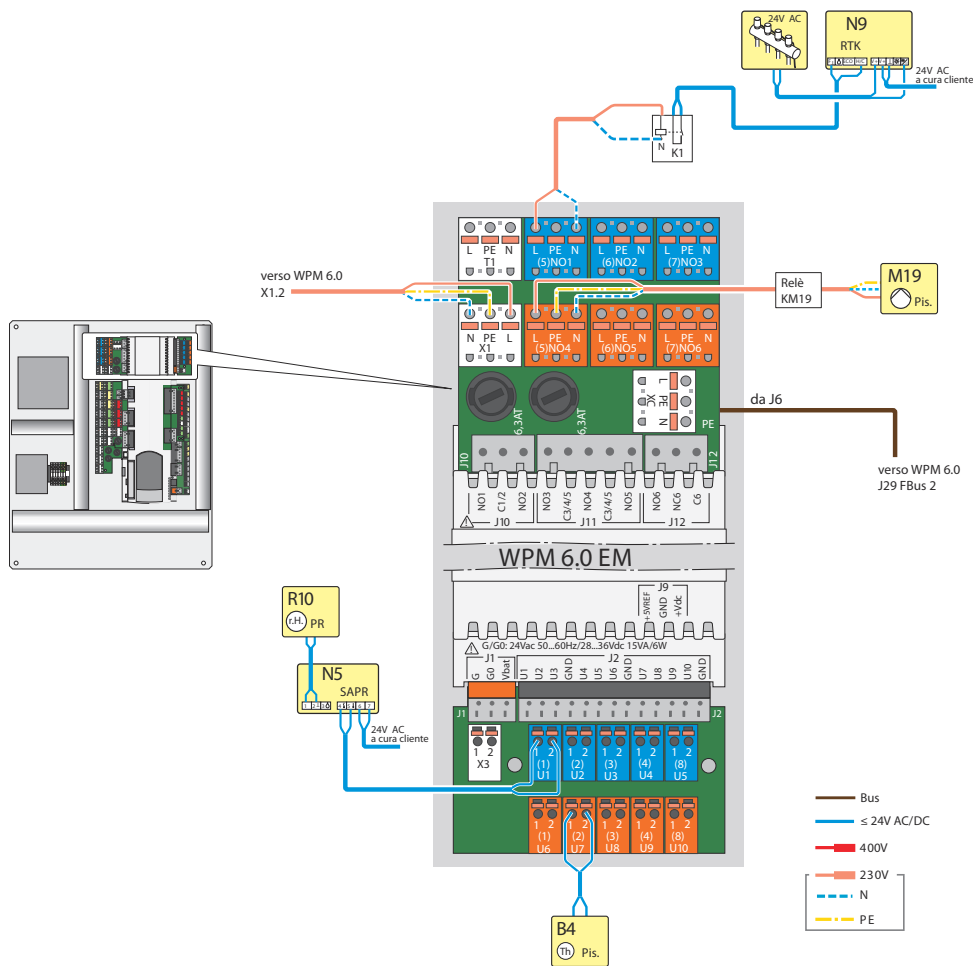 24V AC
N9
RTK
ECO H/C
24V AC
a cura cliente
N
K1
L PE N
T1
L PE N
(5)NO1
L PE N
(6)NO2
L PE N
(7)NO3
verso WPM 6.0
X1.2
Relè
KM19
M19
Pis.
N PE L
X1
L PE N
(5)NO4
L PE N
(6)NO5
L PE N
(7)NO6
6,3AT
6,3AT
L
PE
N
XC
PE
da J6
verso WPM 6.0
J29 FBus 2
J10
J12
NO1
C1/2
NO2
NO3
C3/4/5
NO4
C3/4/5
NO5
NO6
NC6
C6
J10
J11
J12
WPM 6.0 EM
J9
+5VREF
GND
+Vdc
G/G0: 24Vac 50...60Hz/28...36Vdc 15VA/6W
J1
J2
G
G0
Vbat
U1
U2
U3
GND
U4
U5
U6
GND
U7
U8
U9
U10
GND
J1
J2
R10
r.H.
PR
N5
SAPR
1 2 3 4 5 6 7
24V AC
a cura cliente
1 2
X3
1 2
(1)
U1
1 2
(2)
U2
1 2
(3)
U3
1 2
(4)
U4
1 2
(8)
U5
1 2
(1)
U6
1 2
(2)
U7
1 2
(3)
U8
1 2
(4)
U9
1 2
(8)
U10
B4
Th
Pis.
Bus
≤ 24V AC/DC
400V
230V
N
PE